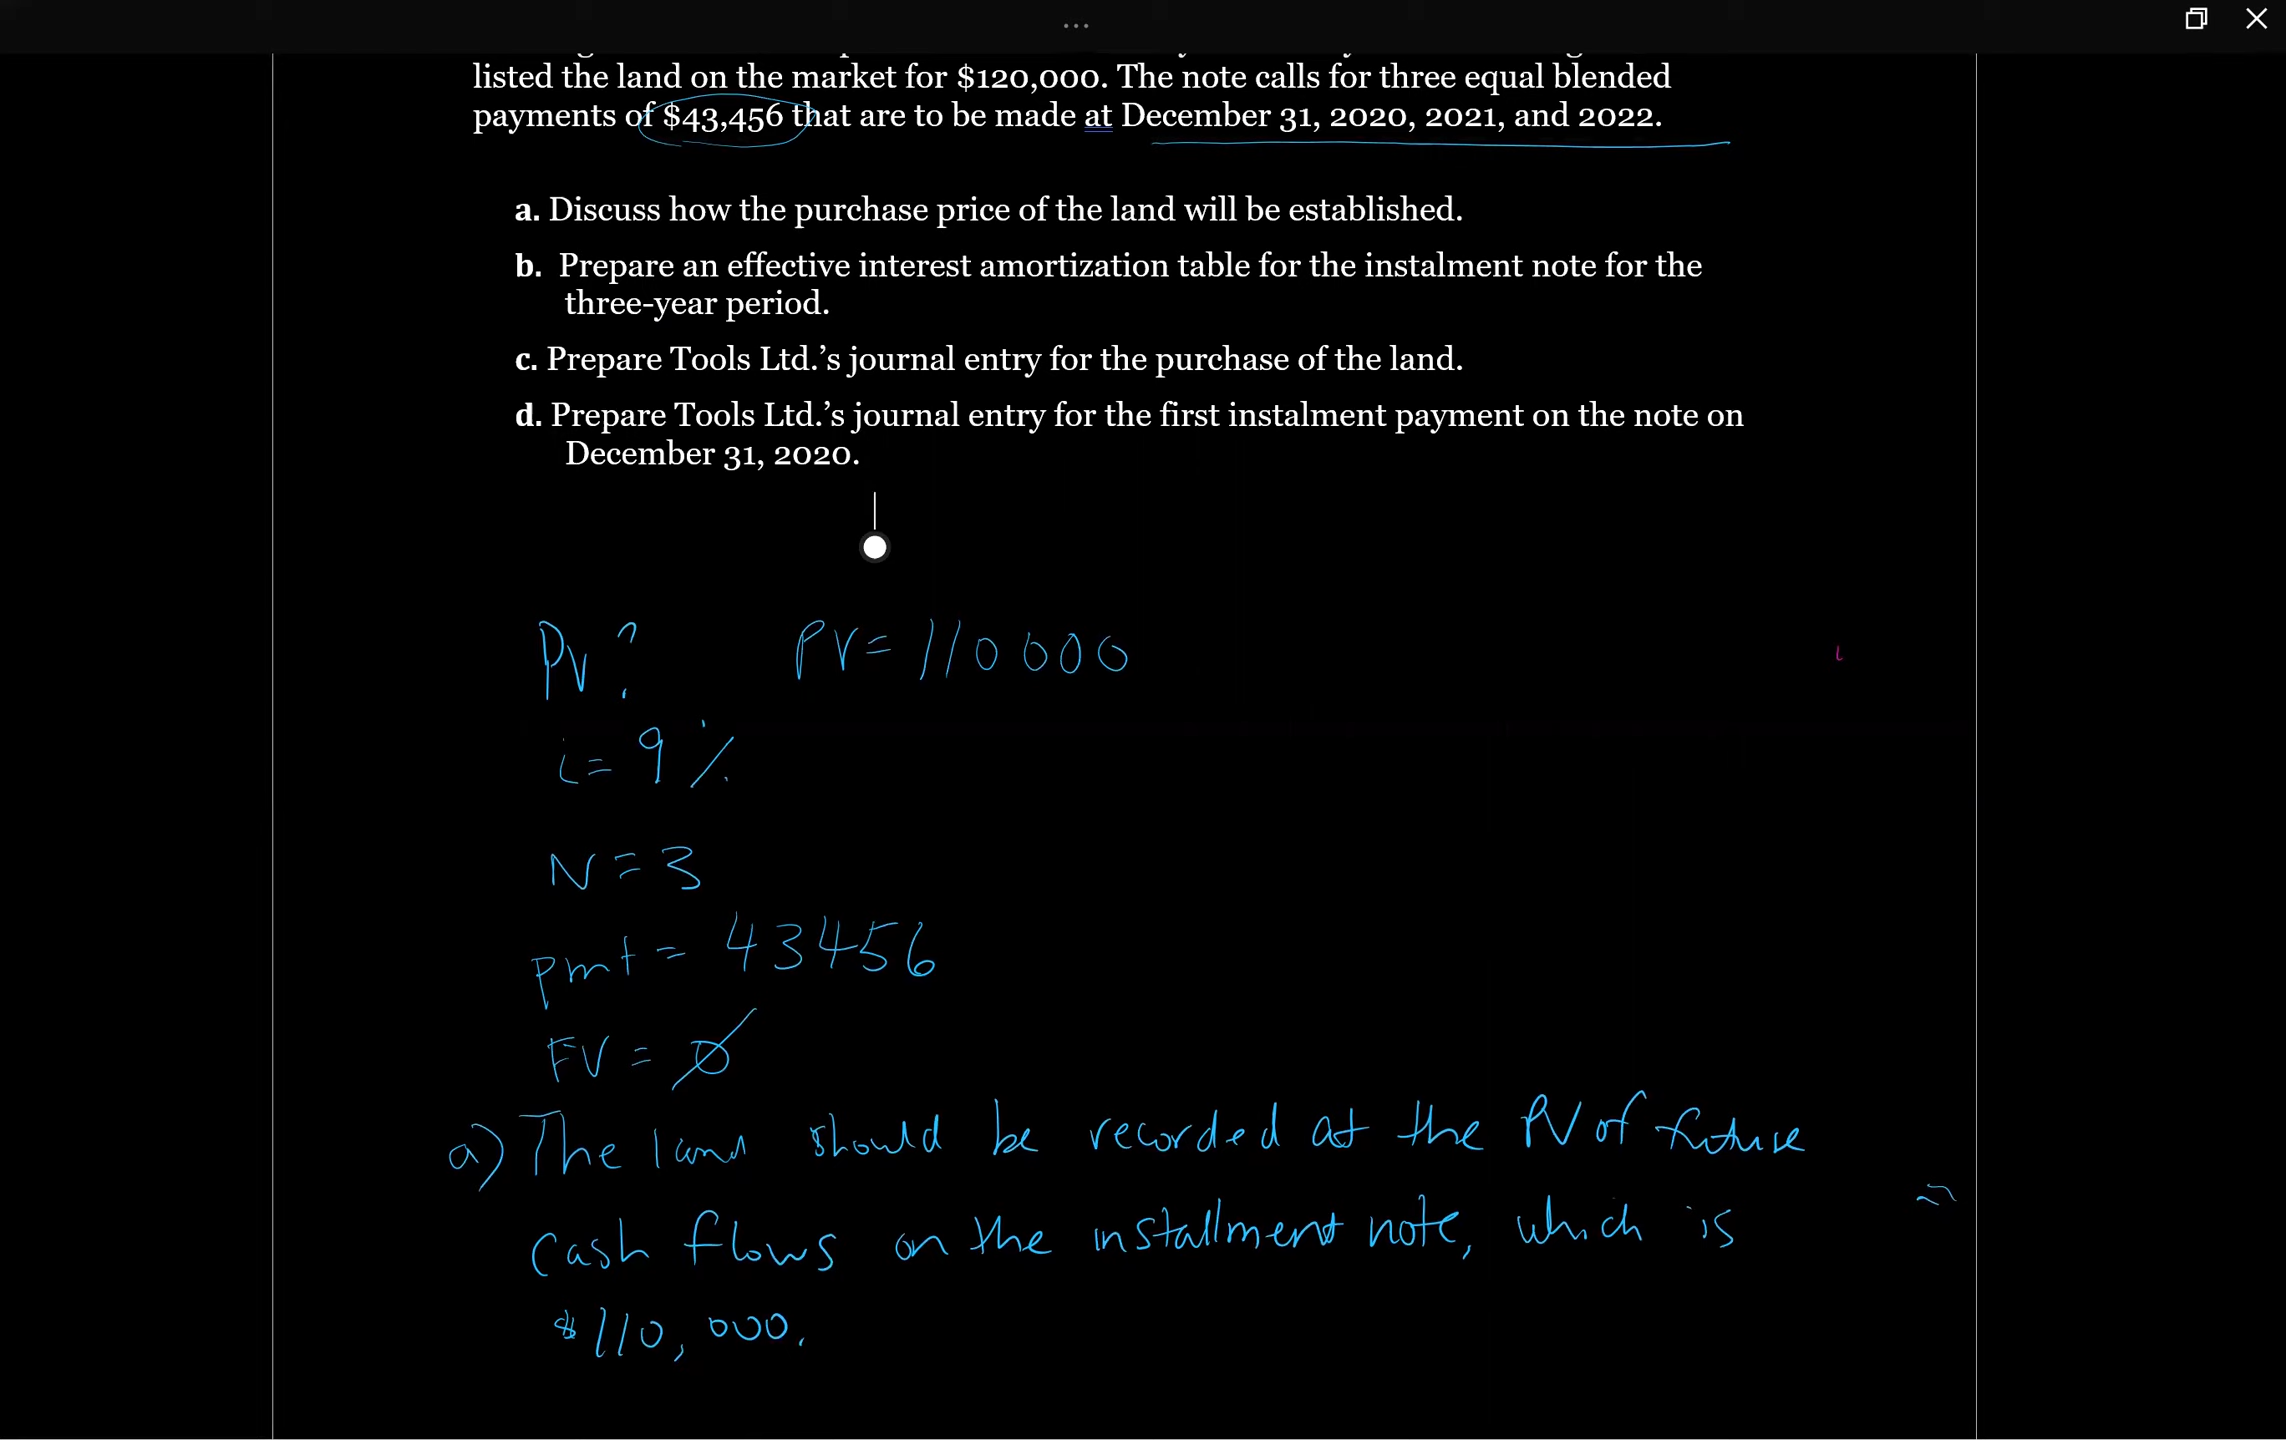 listed the land on the market for $120,000. The note calls for three equal blended
payments of $43,456 that are to be made at December 31, 2020, 2021, and 2022.
a. Discuss how the purchase price of the land will be established.
b. Prepare an effective interest amortization table for the instalment note for the
three-year period.
c. Prepare Tools Ltd.’s journal entry for the purchase of the land.
d. Prepare Tools Ltd.’s journal entry for the first instalment payment on the note on
December 31, 2020.
PV ? PV = 110 000
i = 9 %
N = 3
pmt = 43456
FV = 0
a) The land should be recorded at the PV of future
cash flows on the installment note, which is
$110,000.